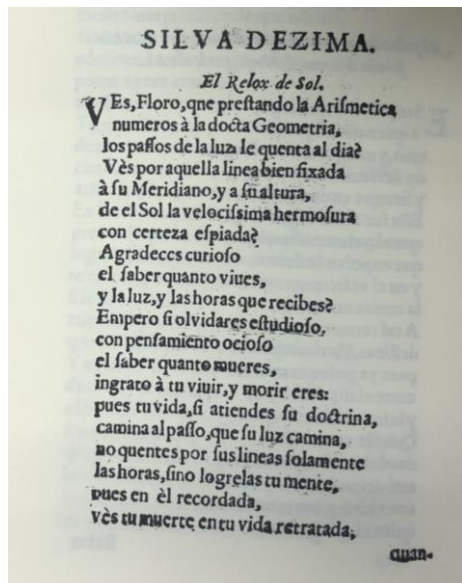 SILVA DEZIMA.
El Relox de Sol.
VEs, Floro, qne prestando la Arismetica
numeros à la docta Geometria,
los passos de la luz le quenta al dia?
Vès por aquella linea bien fixada
à su Meridiano, y a su altura,
de el Sol la velocissima hermosura
con certeza espiada?
Agradeces curioso
el saber quanto viues,
y la luz, y las horas que recibes?
Empero si olvidares estudioso,
con pensamiento ocioso
el saber quanto mueres,
ingrato à tu viuir, y morir eres:
pues tu vida, si atiendes su doctrina,
camina al passo, que su luz camina,
no quentes por sus lineas solamente
las horas, sino logrelas tu mente,
pues en èl recordada,
vès tu muerte en tu vida retratada;
quan-